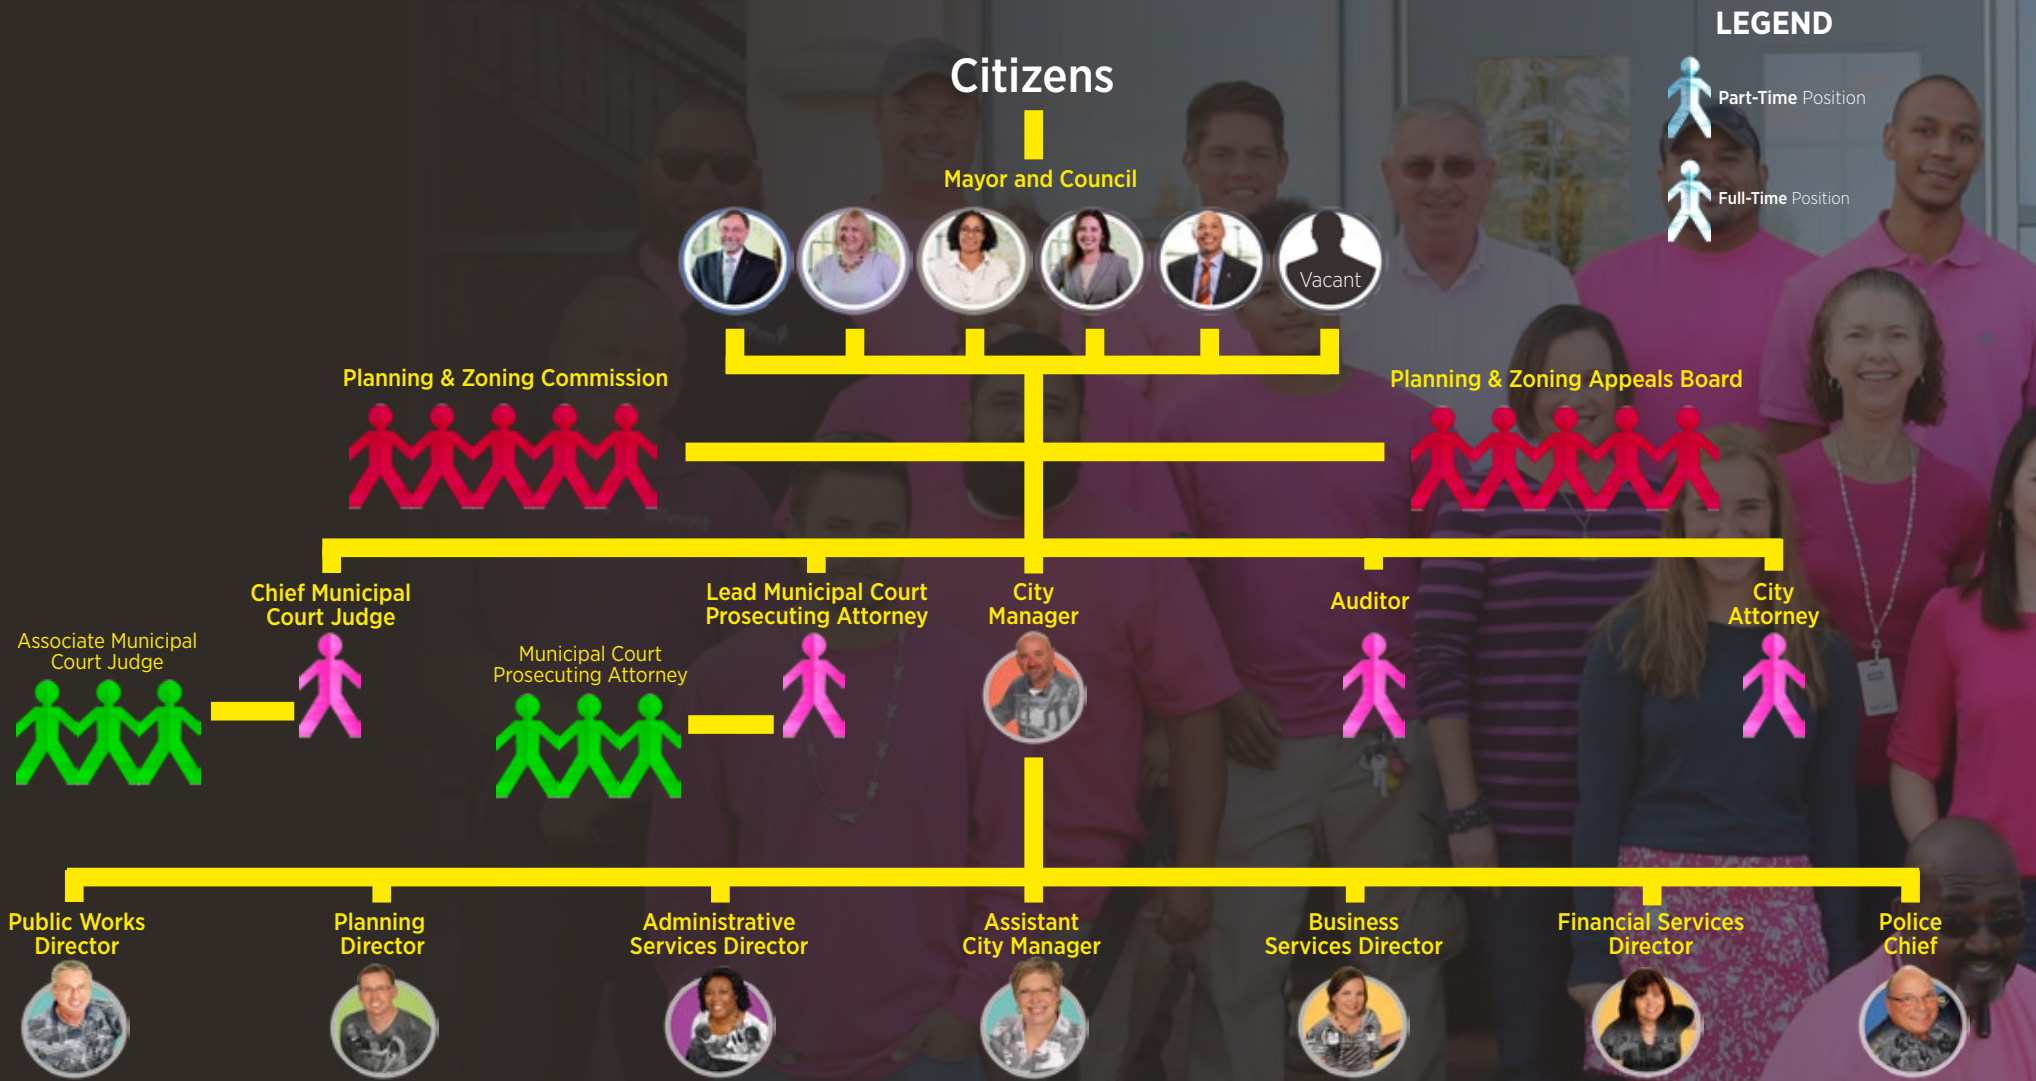 LEGEND
Part-Time Position
Full-Time Position
Citizens
Mayor and Council
Vacant
Planning & Zoning Commission
Planning & Zoning Appeals Board
Chief Municipal
Court Judge
Lead Municipal Court
Prosecuting Attorney
City
Manager
Auditor
City
Attorney
Associate Municipal
Court Judge
Municipal Court
Prosecuting Attorney
Public Works
Director
Planning
Director
Administrative
Services Director
Assistant
City Manager
Business
Services Director
Financial Services
Director
Police
Chief